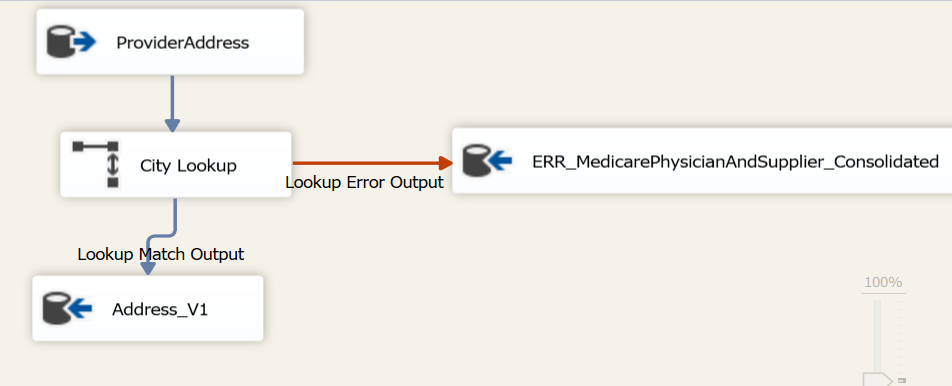 ProviderAddress
City Lookup
ERR_MedicarePhysicianAndSupplier_Consolidated
Lookup Error Output
Lookup Match Output
100%
Address_V1